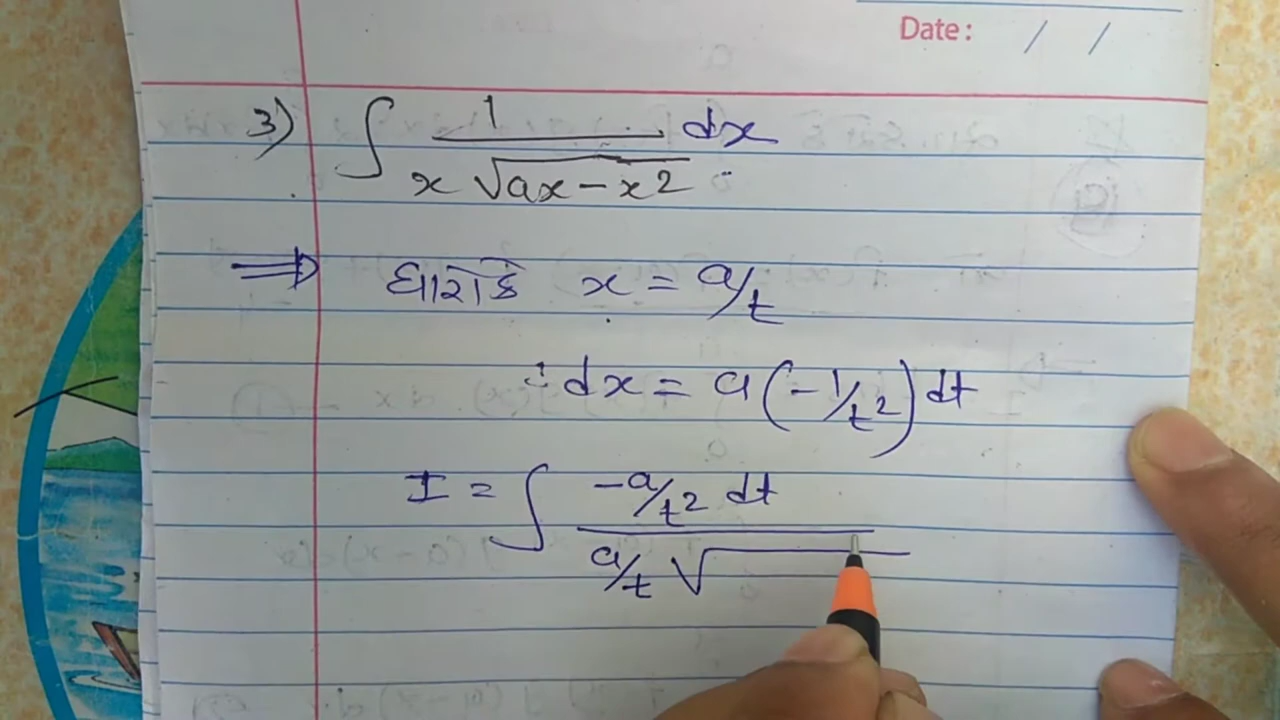 Date: / /
3) ∫ 1 / (x √(ax - x²)) dx
⇒ धारोकि x = a/t
∴ dx = a (-1/t²) dt
I = ∫ (-a/t² dt) / (a/t √